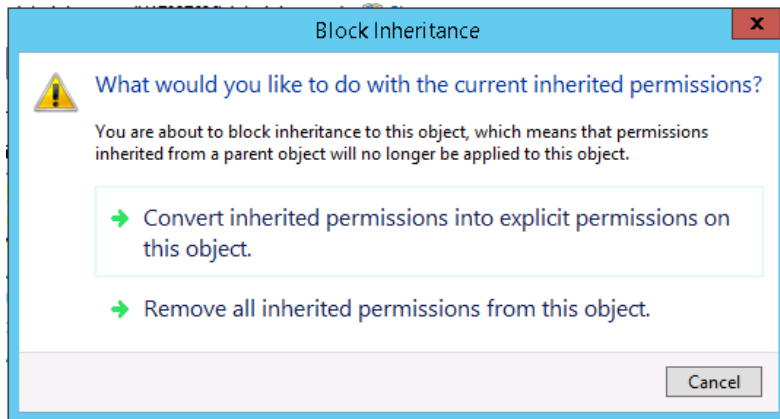 Block Inheritance
x
What would you like to do with the current inherited permissions?
You are about to block inheritance to this object, which means that permissions
inherited from a parent object will no longer be applied to this object.
Convert inherited permissions into explicit permissions on
this object.
Remove all inherited permissions from this object.
Cancel